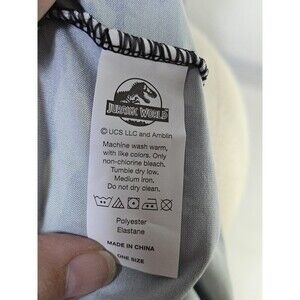 JURASSIC WORLD
© UCS LLC and Amblin
Machine wash warm,
with like colors. Only
non-chlorine bleach.
Tumble dry low.
Medium iron.
Do not dry clean.
Polyester
Elastane
MADE IN CHINA
ONE SIZE